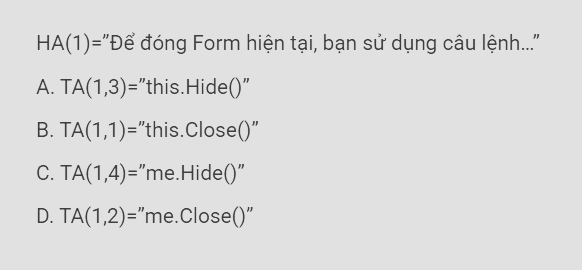 HA(1)=”Để đóng Form hiện tại, bạn sử dụng câu lệnh…”
A. TA(1,3)=”this.Hide()”
B. TA(1,1)=”this.Close()”
C. TA(1,4)=”me.Hide()”
D. TA(1,2)=”me.Close()”